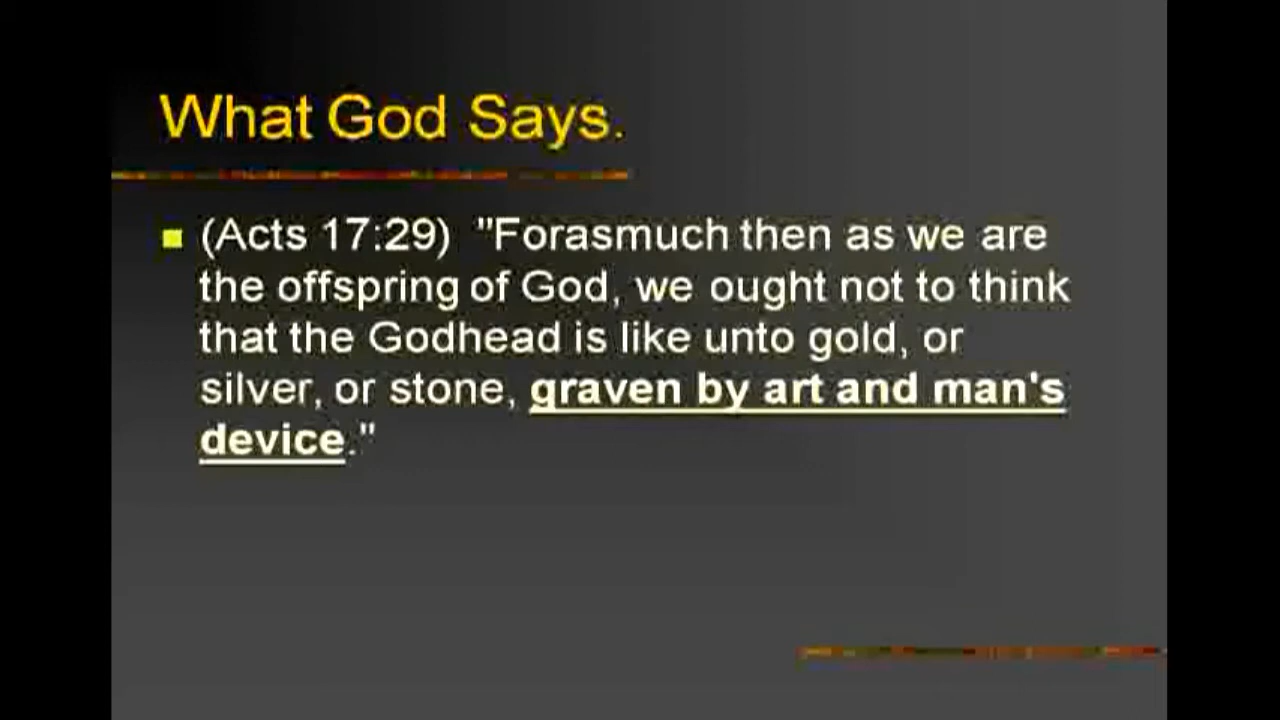 What God Says.
(Acts 17:29)  "Forasmuch then as we are
the offspring of God, we ought not to think
that the Godhead is like unto gold, or
silver, or stone, graven by art and man's
device."